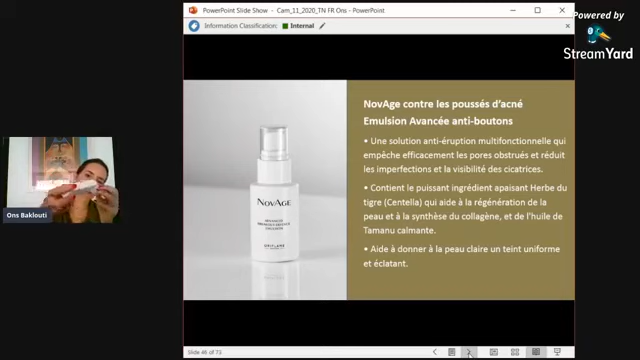 PowerPoint Slide Show - Cam_11_2020_TN FR Ons - PowerPoint
Powered by
StreamYard
Information Classification: Internal
NovAge contre les poussés d'acné
Emulsion Avancée anti-boutons
• Une solution anti-éruption multifonctionnelle qui
empêche efficacement les pores obstrués et réduit
les imperfections et la visibilité des cicatrices.
• Contient le puissant ingrédient apaisant Herbe du
tigre (Centella) qui aide à la régénération de la
peau et à la synthèse du collagène, et de l'huile de
Tamanu calmante.
• Aide à donner à la peau claire un teint uniforme
et éclatant.
NOVAGE
ADVANCED
ORIFLAME
Ons Baklouti
Slide 46 of 73